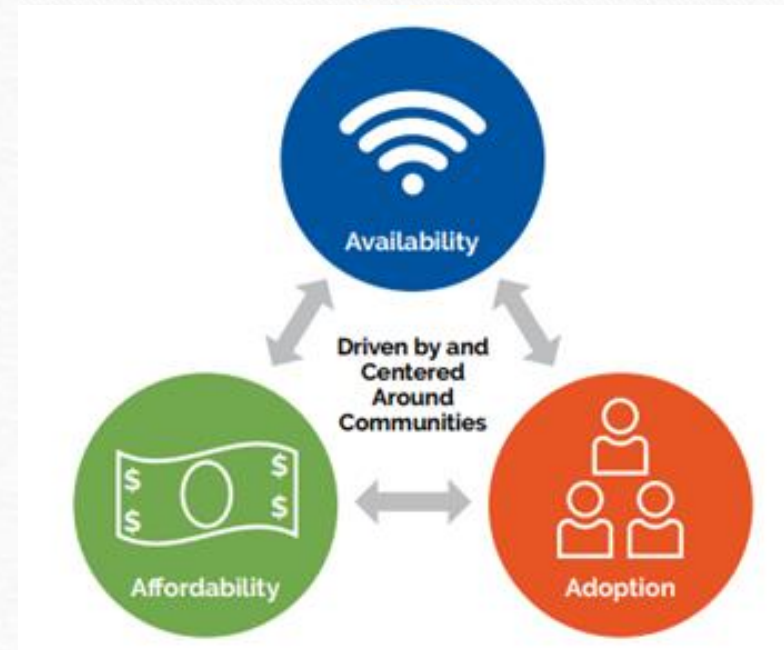 Availability
Driven by and
Centered
Around
Communities
$ $
$ $
Affordability
Adoption